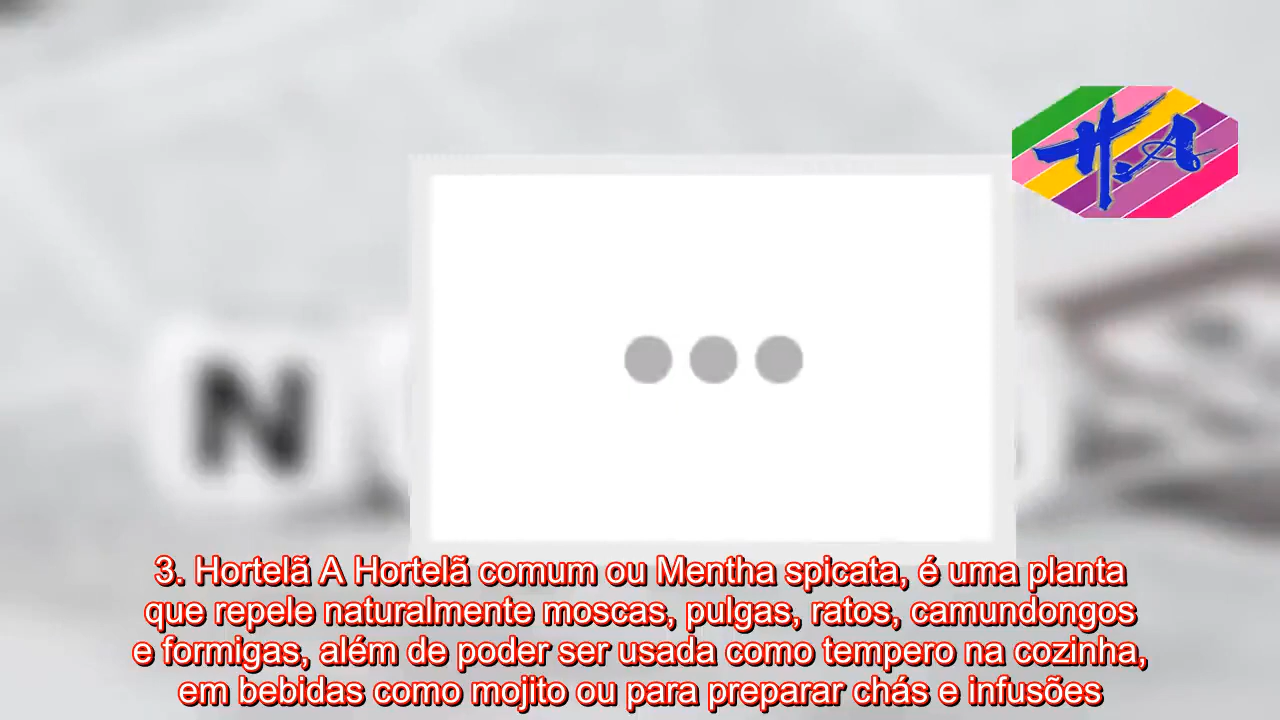 H.A
N
3. Hortelã A Hortelã comum ou Mentha spicata, é uma planta
que repele naturalmente moscas, pulgas, ratos, camundongos
e formigas, além de poder ser usada como tempero na cozinha,
em bebidas como mojito ou para preparar chás e infusões